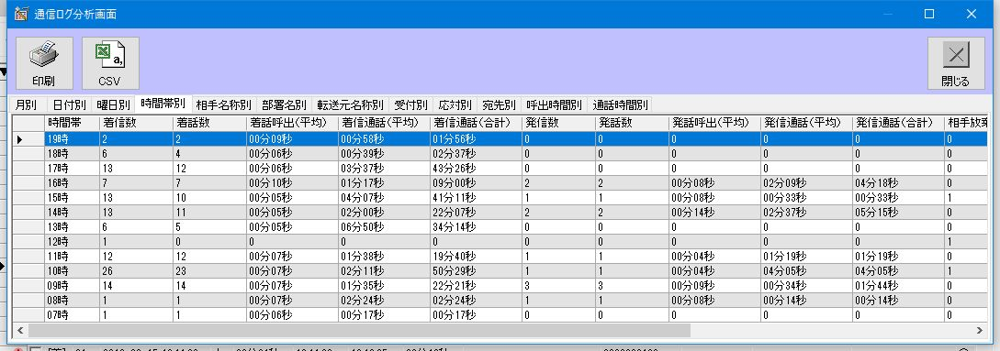 通信ログ分析画面
印刷 CSV 閉じる
月別 日付別 曜日別 時間帯別 相手名称別 部署名別 転送元名称別 受付別 応対別 宛先別 呼出時間別 通話時間別
時間帯 着信数 着話数 着話呼出(平均) 着信通話(平均) 着信通話(合計) 発信数 発話数 発話呼出(平均) 発信通話(平均) 発信通話(合計) 相手放棄
19時 2 2 00分09秒 00分58秒 01分56秒 0 0 0 0 0 0
18時 6 4 00分06秒 00分39秒 02分37秒 0 0 0 0 0 0
17時 13 12 00分06秒 03分37秒 43分26秒 0 0 0 0 0 0
16時 7 7 00分10秒 01分17秒 09分00秒 2 2 00分08秒 02分09秒 04分18秒 0
15時 13 10 00分05秒 04分07秒 41分11秒 1 1 00分08秒 00分33秒 00分33秒 1
14時 13 11 00分05秒 02分00秒 22分07秒 2 2 00分14秒 02分37秒 05分15秒 0
13時 6 5 00分05秒 06分50秒 34分14秒 0 0 0 0 0 0
12時 1 0 0 0 0 0 0 0 0 0 1
11時 12 12 00分07秒 01分38秒 19分40秒 1 1 00分04秒 01分19秒 01分19秒 0
10時 26 23 00分07秒 02分11秒 50分29秒 1 1 00分04秒 04分05秒 04分05秒 1
09時 14 14 00分07秒 01分35秒 22分21秒 3 3 00分09秒 00分34秒 01分44秒 0
08時 1 1 00分07秒 02分24秒 02分24秒 1 1 00分08秒 00分14秒 00分14秒 0
07時 1 1 00分06秒 00分17秒 00分17秒 0 0 0 0 0 0